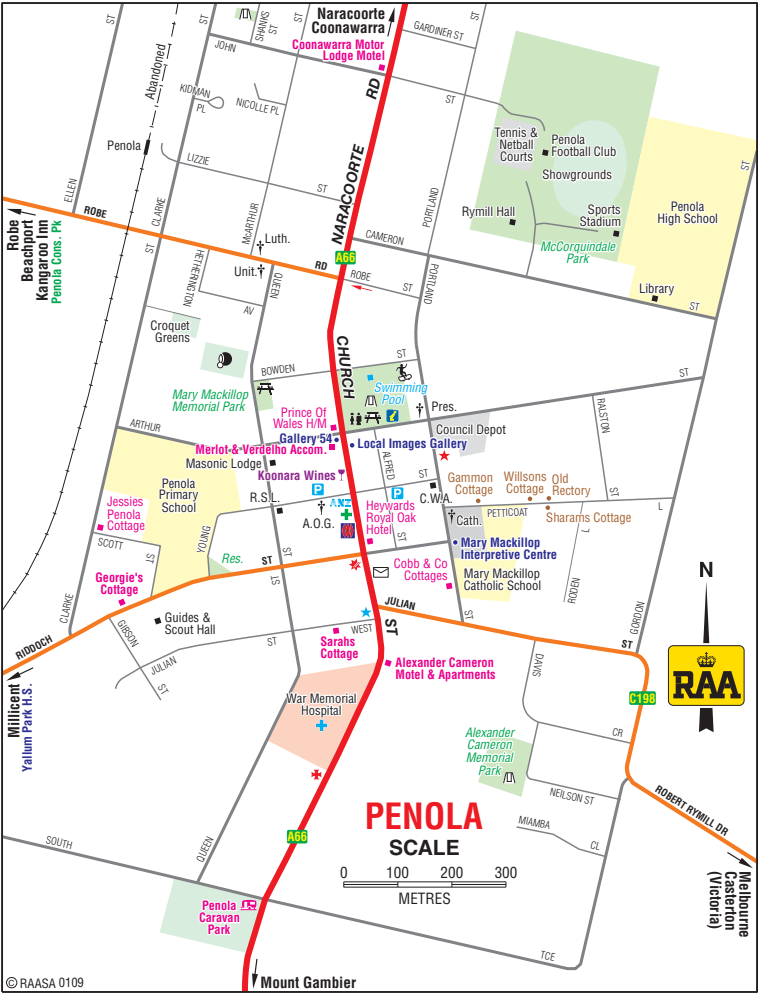 Naracoorte
Coonawarra
Coonawarra Motor
Lodge Motel
GARDINER ST
ST
ST
ST
SHANKS
ST
JOHN
ST
RD
Abandoned
KIDMAN
PL
NICOLLE PL
Penola
LIZZIE
ST
Tennis &
Netball
Courts
Penola
Football Club
Showgrounds
Rymill Hall
Sports
Stadium
McCorquindale
Park
Penola
High School
ST
Library
ST
ELLEN
ROBE
CLARKE
ST
McARTHUR
Luth.
Unit.
NARACOORTE
PORTLAND
CAMERON
A66
RD
ROBE
ST
PORTLAND
Robe
Beachport
Kangaroo Inn
Penola Cons. Pk
HETHERINGTON
QUEEN
AV
Croquet
Greens
CHURCH
BOWDEN
ST
ST
Mary Mackillop
Memorial Park
Swimming
Pool
Pres.
Council Depot
RALSTON
ST
ARTHUR
Prince Of
Wales H/M
Gallery 54
Merlot & Verdelho Accom.
Local Images Gallery
Masonic Lodge
Koonara Wines
ALFRED
ST
ST
C.W.A.
Penola
Primary
School
R.S.L.
P
P
ANZ
A.O.G.
Heywards
Royal Oak
Hotel
Gammon
Cottage
Willsons
Cottage
Old
Rectory
Sharams Cottage
PETTICOAT
L
Cath.
Mary Mackillop
Interpretive Centre
Mary Mackillop
Catholic School
L
RODEN
Jessies
Penola
Cottage
SCOTT
ST
YOUNG
Res.
ST
ST
Cobb & Co
Cottages
Georgie's
Cottage
CLARKE
RIDDOCH
GIBSON
ST
Guides &
Scout Hall
JULIAN
ST
ST
WEST
ST
JULIAN
ST
ST
GORDON
Sarahs
Cottage
Alexander Cameron
Motel & Apartments
War Memorial
Hospital
Millicent
Yallum Park H.S.
N
RAA
C198
DAVIS
CR
Alexander
Cameron
Memorial
Park
NEILSON ST
MIAMBA
CL
ROBERT RYMILL DR
Melbourne
Casterton
(Victoria)
PENOLA
SCALE
0 100 200 300
METRES
A66
SOUTH
QUEEN
Penola
Caravan
Park
TCE
Mount Gambier
© RAASA 0109